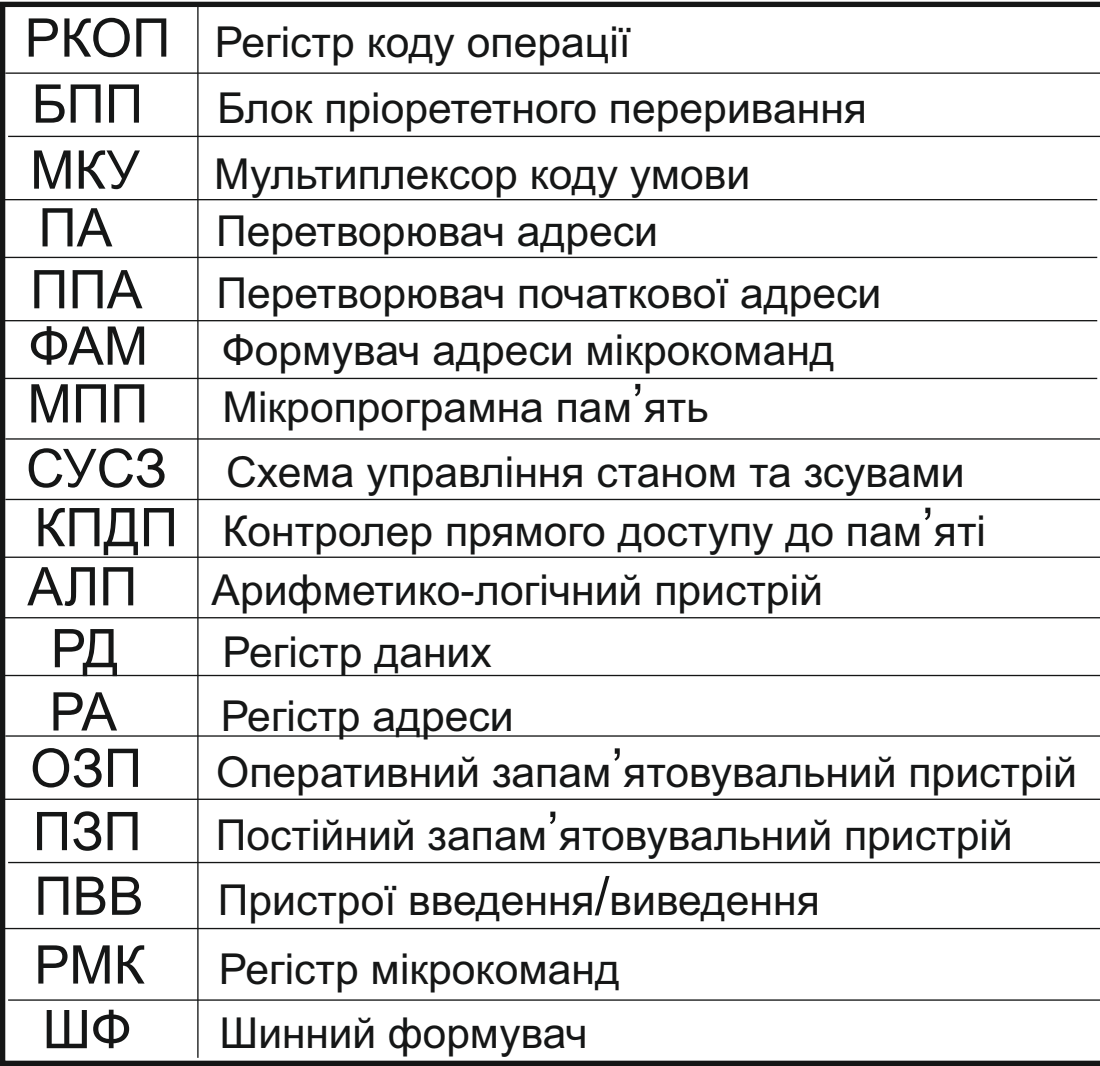 РКОП Регістр коду операції
БПП Блок пріорететного переривання
МКУ Мультиплексор коду умови
ПА Перетворювач адреси
ППА Перетворювач початкової адреси
ФАМ Формувач адреси мікрокоманд
МПП Мікропрограмна пам’ять
СУСЗ Схема управління станом та зсувами
КПДП Контролер прямого доступу до пам’яті
АЛП Арифметико-логічний пристрій
РД Регістр даних
РА Регістр адреси
ОЗП Оперативний запам’ятовувальний пристрій
ПЗП Постійний запам’ятовувальний пристрій
ПВВ Пристрої введення/виведення
РМК Регістр мікрокоманд
ШФ Шинний формувач